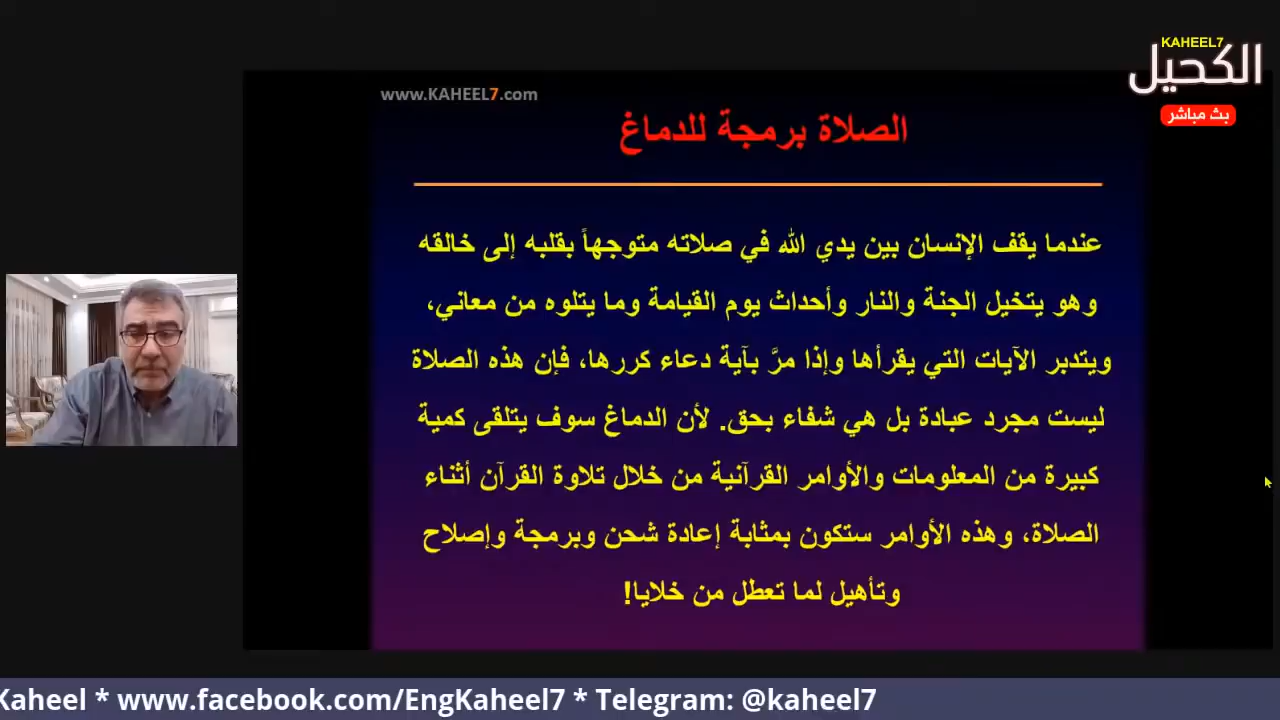 KAHEEL7
الكحيل
بث مباشر
www.KAHEEL7.com
الصلاة برمجة للدماغ
عندما يقف الإنسان بين يدي الله في صلاته متوجهاً بقلبه إلى خالقه
وهو يتخيل الجنة والنار وأحداث يوم القيامة وما يتلوه من معاني،
ويتدبر الآيات التي يقرأها وإذا مرَّ بآية دعاء كررها، فإن هذه الصلاة
ليست مجرد عبادة بل هي شفاء بحق. لأن الدماغ سوف يتلقى كمية
كبيرة من المعلومات والأوامر القرآنية من خلال تلاوة القرآن أثناء
الصلاة، وهذه الأوامر ستكون بمثابة إعادة شحن وبرمجة وإصلاح
وتأهيل لما تعطل من خلايا!
Kaheel * www.facebook.com/EngKaheel7 * Telegram: @kaheel7